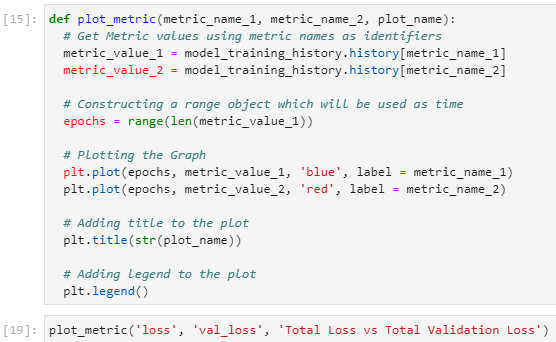 [15]: def plot_metric(metric_name_1, metric_name_2, plot_name):
# Get Metric values using metric names as identifiers
metric_value_1 = model_training_history.history[metric_name_1]
metric_value_2 = model_training_history.history[metric_name_2]
# Constructing a range object which will be used as time
epochs = range(len(metric_value_1))
# Plotting the Graph
plt.plot(epochs, metric_value_1, 'blue', label = metric_name_1)
plt.plot(epochs, metric_value_2, 'red', label = metric_name_2)
# Adding title to the plot
plt.title(str(plot_name))
# Adding legend to the plot
plt.legend()
[19]: plot_metric('loss', 'val_loss', 'Total Loss vs Total Validation Loss')